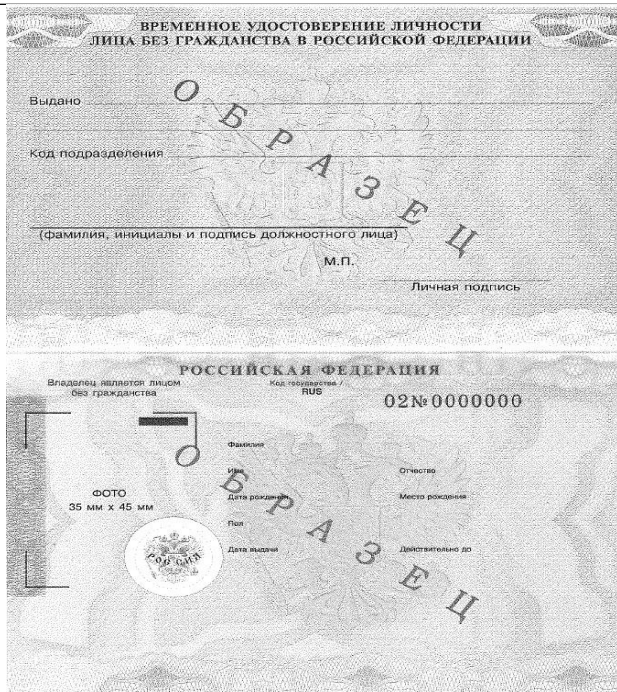 ВРЕМЕННОЕ УДОСТОВЕРЕНИЕ ЛИЧНОСТИ
ЛИЦА БЕЗ ГРАЖДАНСТВА В РОССИЙСКОЙ ФЕДЕРАЦИИ
Выдано
Код подразделения
ОБРАЗЕЦ
(фамилия, инициалы и подпись должностного лица)
М.П.
Личная подпись
РОССИЙСКАЯ ФЕДЕРАЦИЯ
Владелец является лицом
без гражданства
Код государства /
RUS
02№0000000
Фамилия
Имя Отчество
ФОТО
35 мм х 45 мм
Дата рождения Место рождения
Пол
Дата выдачи Действительно до
РОССИЯ
ОБРАЗЕЦ